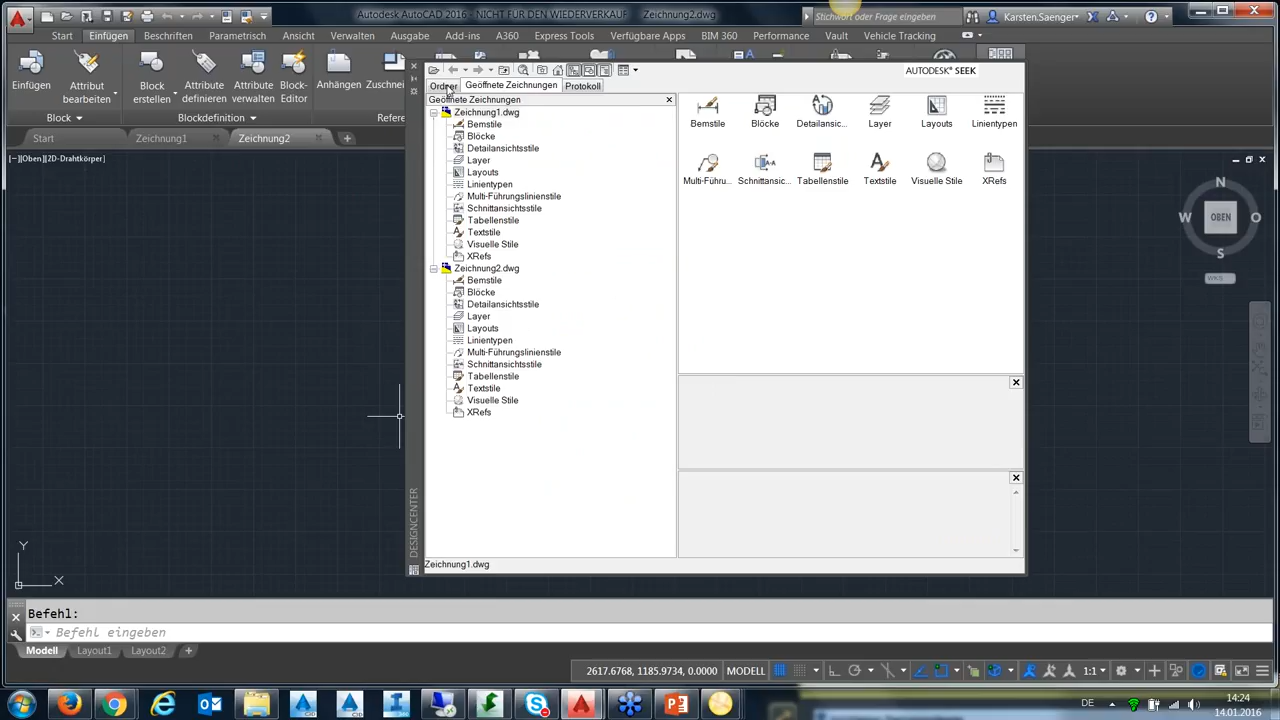 Autodesk AutoCAD 2016 - NICHT FÜR DEN WIEDERVERKAUF Zeichnung2.dwg
Stichwort oder Frage eingeben
Karsten.Saenger
Start Einfügen Beschriften Parametrisch Ansicht Verwalten Ausgabe Add-ins A360 Express Tools Verfügbare Apps BIM 360 Performance Vault Vehicle Tracking
Einfügen
Attribut bearbeiten
Block erstellen
Attribute definieren
Attribute verwalten
Block-Editor
Anhängen
Zuschnei
Block Blockdefinition Refere
Start Zeichnung1 Zeichnung2
[−][Oben][2D-Drahtkörper]
AUTODESK® SEEK
Ordner Geöffnete Zeichnungen Protokoll
Geöffnete Zeichnungen
Zeichnung1.dwg
Bemstile
Blöcke
Detailansichtsstile
Layer
Layouts
Linientypen
Multi-Führungslinienstile
Schnittansichtsstile
Tabellenstile
Textstile
Visuelle Stile
XRefs
Zeichnung2.dwg
Bemstile
Blöcke
Detailansichtsstile
Layer
Layouts
Linientypen
Multi-Führungslinienstile
Schnittansichtsstile
Tabellenstile
Textstile
Visuelle Stile
XRefs
Bemstile Blöcke Detailansic... Layer Layouts Linientypen
Multi-Führu... Schnittansic... Tabellenstile Textstile Visuelle Stile XRefs
DESIGNCENTER
Zeichnung1.dwg
N
W OBEN O
S
WKS
Y
X
Befehl:
Befehl eingeben
Modell Layout1 Layout2 +
2617.6768, 1185.9734, 0.0000 MODELL
1:1
DE
14:24
14.01.2016